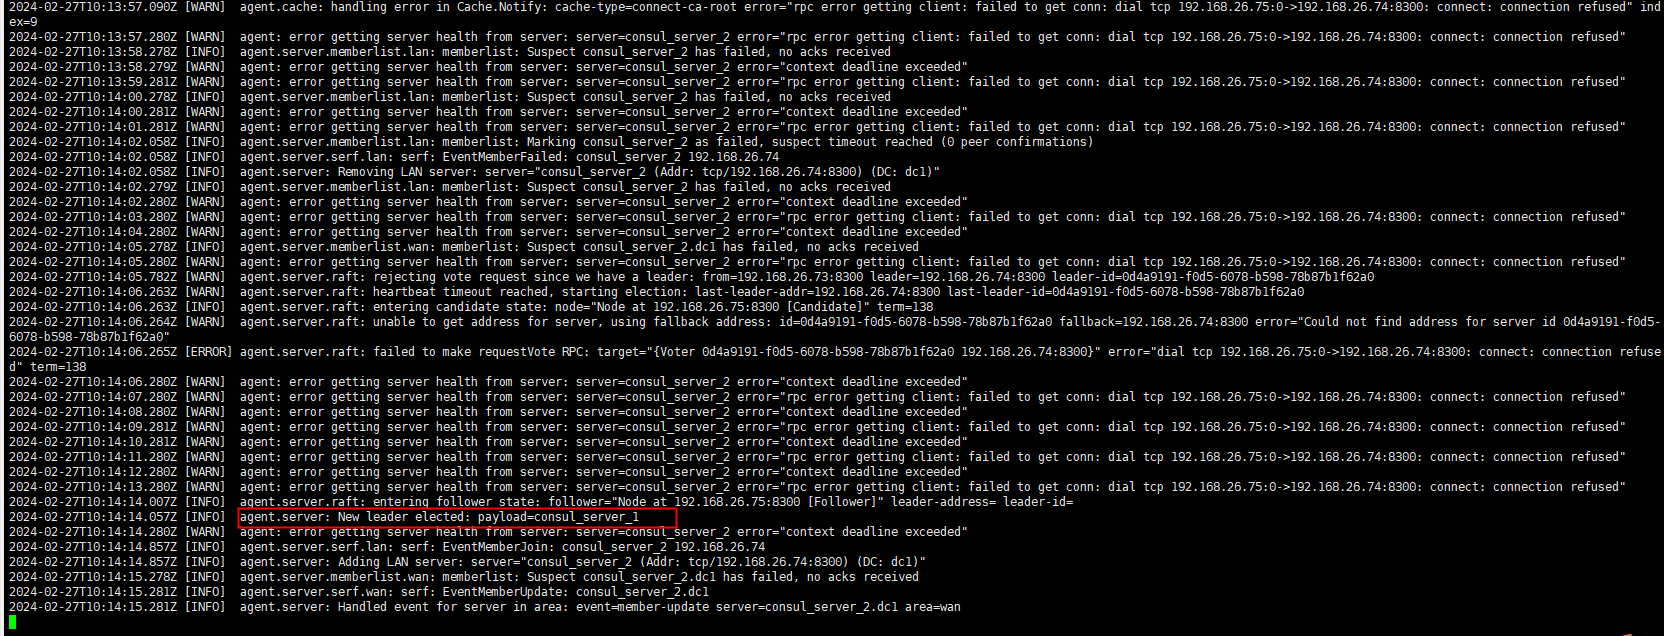 2024-02-27T10:13:57.090Z [WARN]  agent.cache: handling error in Cache.Notify: cache-type=connect-ca-root error="rpc error getting client: failed to get conn: dial tcp 192.168.26.75:0->192.168.26.74:8300: connect: connection refused" ind
ex=9
2024-02-27T10:13:57.280Z [WARN]  agent: error getting server health from server: server=consul_server_2 error="rpc error getting client: failed to get conn: dial tcp 192.168.26.75:0->192.168.26.74:8300: connect: connection refused"
2024-02-27T10:13:58.278Z [INFO]  agent.server.memberlist.lan: memberlist: Suspect consul_server_2 has failed, no acks received
2024-02-27T10:13:58.279Z [WARN]  agent: error getting server health from server: server=consul_server_2 error="context deadline exceeded"
2024-02-27T10:13:59.281Z [WARN]  agent: error getting server health from server: server=consul_server_2 error="rpc error getting client: failed to get conn: dial tcp 192.168.26.75:0->192.168.26.74:8300: connect: connection refused"
2024-02-27T10:14:00.278Z [INFO]  agent.server.memberlist.lan: memberlist: Suspect consul_server_2 has failed, no acks received
2024-02-27T10:14:00.281Z [WARN]  agent: error getting server health from server: server=consul_server_2 error="context deadline exceeded"
2024-02-27T10:14:01.281Z [WARN]  agent: error getting server health from server: server=consul_server_2 error="rpc error getting client: failed to get conn: dial tcp 192.168.26.75:0->192.168.26.74:8300: connect: connection refused"
2024-02-27T10:14:02.058Z [INFO]  agent.server.memberlist.lan: memberlist: Marking consul_server_2 as failed, suspect timeout reached (0 peer confirmations)
2024-02-27T10:14:02.058Z [INFO]  agent.server.serf.lan: serf: EventMemberFailed: consul_server_2 192.168.26.74
2024-02-27T10:14:02.058Z [INFO]  agent.server: Removing LAN server: server="consul_server_2 (Addr: tcp/192.168.26.74:8300) (DC: dc1)"
2024-02-27T10:14:02.279Z [INFO]  agent.server.memberlist.lan: memberlist: Suspect consul_server_2 has failed, no acks received
2024-02-27T10:14:02.280Z [WARN]  agent: error getting server health from server: server=consul_server_2 error="context deadline exceeded"
2024-02-27T10:14:03.280Z [WARN]  agent: error getting server health from server: server=consul_server_2 error="rpc error getting client: failed to get conn: dial tcp 192.168.26.75:0->192.168.26.74:8300: connect: connection refused"
2024-02-27T10:14:04.280Z [WARN]  agent: error getting server health from server: server=consul_server_2 error="context deadline exceeded"
2024-02-27T10:14:05.278Z [INFO]  agent.server.memberlist.wan: memberlist: Suspect consul_server_2.dc1 has failed, no acks received
2024-02-27T10:14:05.280Z [WARN]  agent: error getting server health from server: server=consul_server_2 error="rpc error getting client: failed to get conn: dial tcp 192.168.26.75:0->192.168.26.74:8300: connect: connection refused"
2024-02-27T10:14:05.782Z [WARN]  agent.server.raft: rejecting vote request since we have a leader: from=192.168.26.73:8300 leader=192.168.26.74:8300 leader-id=0d4a9191-f0d5-6078-b598-78b87b1f62a0
2024-02-27T10:14:06.263Z [WARN]  agent.server.raft: heartbeat timeout reached, starting election: last-leader-addr=192.168.26.74:8300 last-leader-id=0d4a9191-f0d5-6078-b598-78b87b1f62a0
2024-02-27T10:14:06.263Z [INFO]  agent.server.raft: entering candidate state: node="Node at 192.168.26.75:8300 [Candidate]" term=138
2024-02-27T10:14:06.264Z [WARN]  agent.server.raft: unable to get address for server, using fallback address: id=0d4a9191-f0d5-6078-b598-78b87b1f62a0 fallback=192.168.26.74:8300 error="Could not find address for server id 0d4a9191-f0d5-
6078-b598-78b87b1f62a0"
2024-02-27T10:14:06.265Z [ERROR] agent.server.raft: failed to make requestVote RPC: target="{Voter 0d4a9191-f0d5-6078-b598-78b87b1f62a0 192.168.26.74:8300}" error="dial tcp 192.168.26.75:0->192.168.26.74:8300: connect: connection refuse
d" term=138
2024-02-27T10:14:06.280Z [WARN]  agent: error getting server health from server: server=consul_server_2 error="context deadline exceeded"
2024-02-27T10:14:07.280Z [WARN]  agent: error getting server health from server: server=consul_server_2 error="rpc error getting client: failed to get conn: dial tcp 192.168.26.75:0->192.168.26.74:8300: connect: connection refused"
2024-02-27T10:14:08.280Z [WARN]  agent: error getting server health from server: server=consul_server_2 error="context deadline exceeded"
2024-02-27T10:14:09.281Z [WARN]  agent: error getting server health from server: server=consul_server_2 error="rpc error getting client: failed to get conn: dial tcp 192.168.26.75:0->192.168.26.74:8300: connect: connection refused"
2024-02-27T10:14:10.281Z [WARN]  agent: error getting server health from server: server=consul_server_2 error="context deadline exceeded"
2024-02-27T10:14:11.280Z [WARN]  agent: error getting server health from server: server=consul_server_2 error="rpc error getting client: failed to get conn: dial tcp 192.168.26.75:0->192.168.26.74:8300: connect: connection refused"
2024-02-27T10:14:12.280Z [WARN]  agent: error getting server health from server: server=consul_server_2 error="context deadline exceeded"
2024-02-27T10:14:13.280Z [WARN]  agent: error getting server health from server: server=consul_server_2 error="rpc error getting client: failed to get conn: dial tcp 192.168.26.75:0->192.168.26.74:8300: connect: connection refused"
2024-02-27T10:14:14.007Z [INFO]  agent.server.raft: entering follower state: follower="Node at 192.168.26.75:8300 [Follower]" leader-address= leader-id=
2024-02-27T10:14:14.057Z [INFO]  agent.server: New leader elected: payload=consul_server_1
2024-02-27T10:14:14.280Z [WARN]  agent: error getting server health from server: server=consul_server_2 error="context deadline exceeded"
2024-02-27T10:14:14.857Z [INFO]  agent.server.serf.lan: serf: EventMemberJoin: consul_server_2 192.168.26.74
2024-02-27T10:14:14.857Z [INFO]  agent.server: Adding LAN server: server="consul_server_2 (Addr: tcp/192.168.26.74:8300) (DC: dc1)"
2024-02-27T10:14:15.278Z [INFO]  agent.server.memberlist.wan: memberlist: Suspect consul_server_2.dc1 has failed, no acks received
2024-02-27T10:14:15.281Z [INFO]  agent.server.serf.wan: serf: EventMemberUpdate: consul_server_2.dc1
2024-02-27T10:14:15.281Z [INFO]  agent.server: Handled event for server in area: event=member-update server=consul_server_2.dc1 area=wan